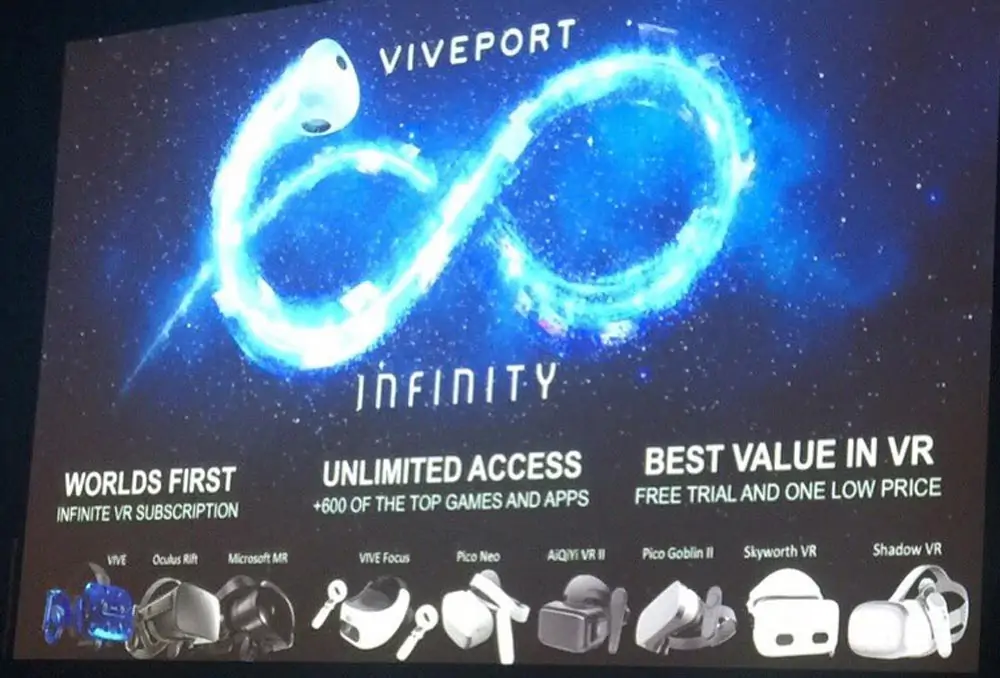 VIVEPORT
INFINITY
WORLDS FIRST
INFINITE VR SUBSCRIPTION
UNLIMITED ACCESS
+600 OF THE TOP GAMES AND APPS
BEST VALUE IN VR
FREE TRIAL AND ONE LOW PRICE
VIVE Oculus Rift Microsoft MR VIVE Focus Pico Neo AiQiYi VR II Pico Goblin II Skyworth VR Shadow VR